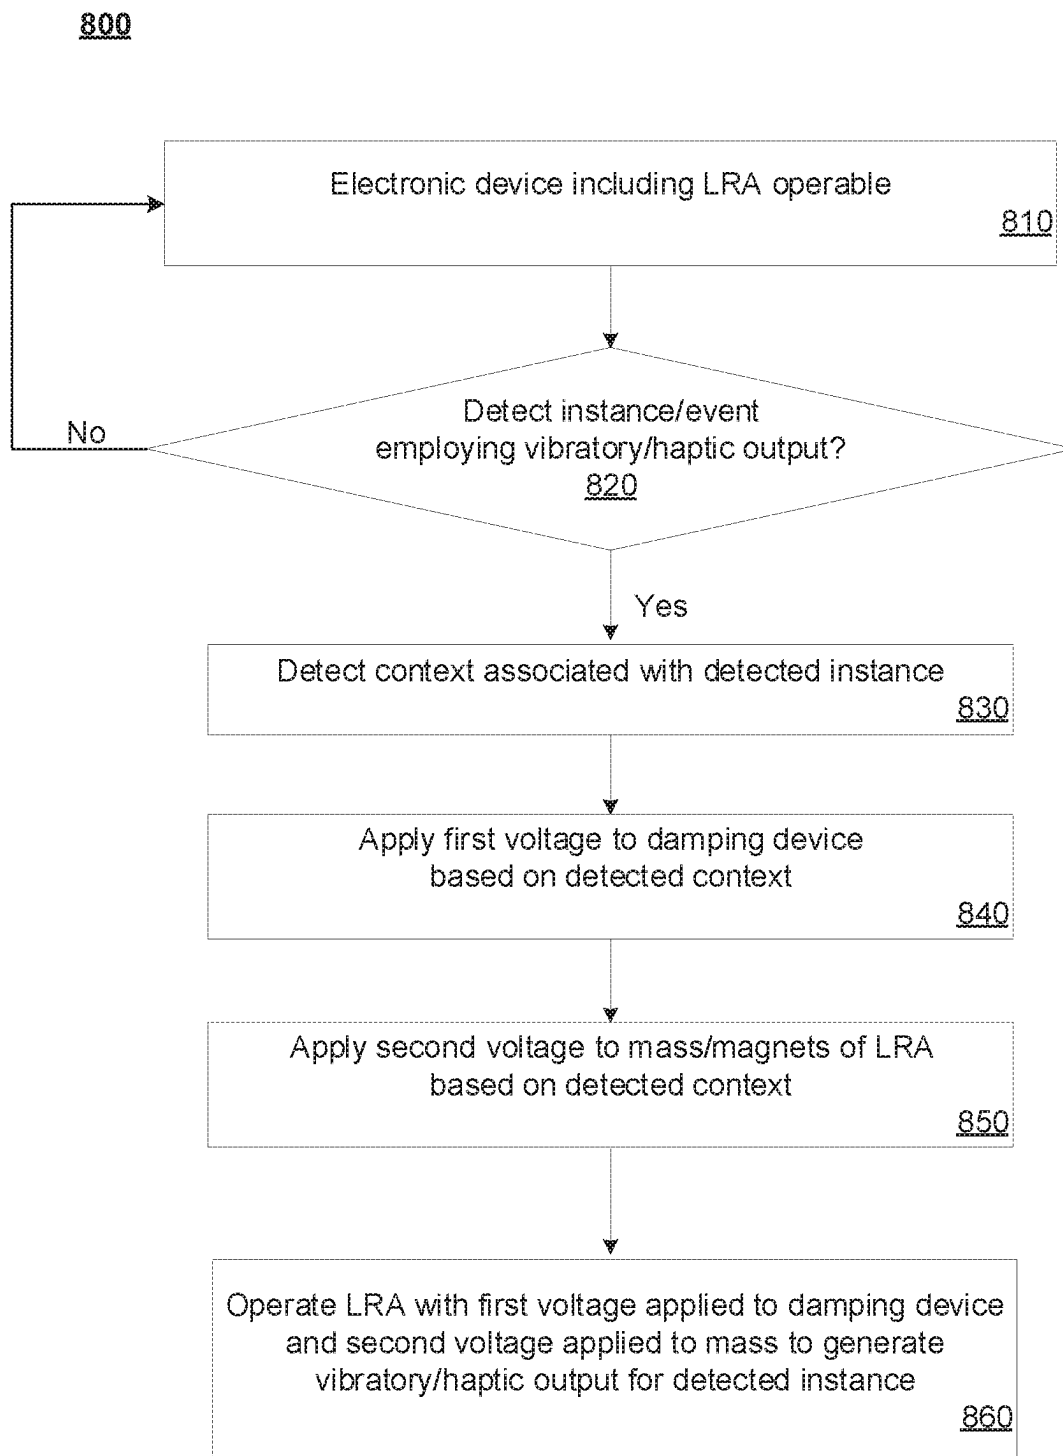 800
Electronic device including LRA operable
810
Detect instance/event
employing vibratory/haptic output?
820
No
Yes
Detect context associated with detected instance
830
Apply first voltage to damping device
based on detected context
840
Apply second voltage to mass/magnets of LRA
based on detected context
850
Operate LRA with first voltage applied to damping device
and second voltage applied to mass to generate
vibratory/haptic output for detected instance
860